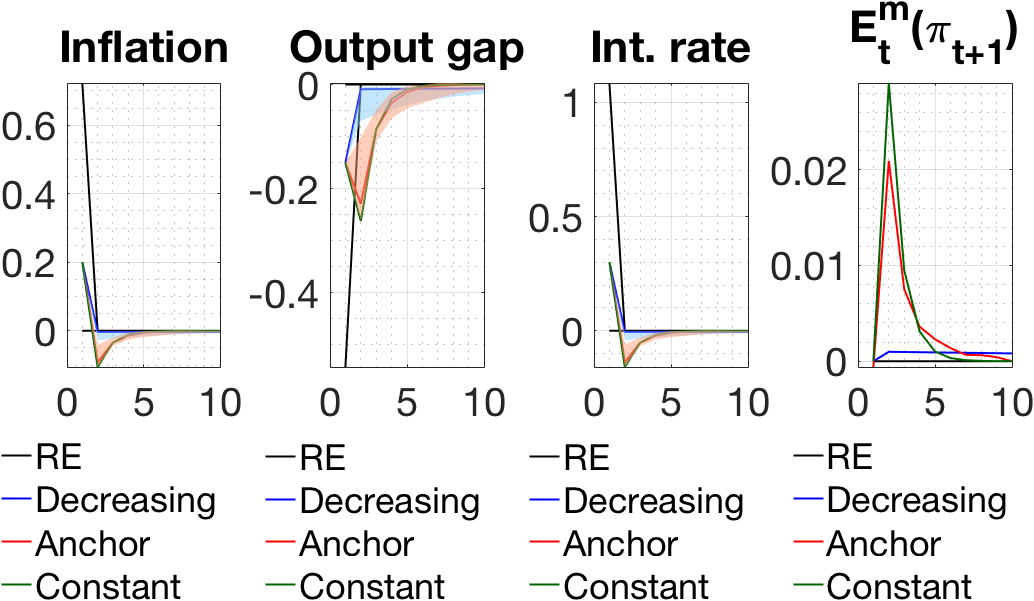 Inflation
0.6
0.4
0.2
0
0 5 10
RE
Decreasing
Anchor
Constant
Output gap
0
-0.2
-0.4
0 5 10
RE
Decreasing
Anchor
Constant
Int. rate
1
0.5
0
0 5 10
RE
Decreasing
Anchor
Constant
E_t^m(π_{t+1})
0.02
0.01
0
0 5 10
RE
Decreasing
Anchor
Constant